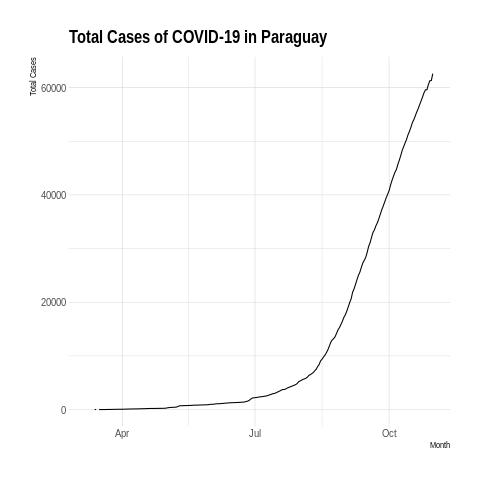 Total Cases of COVID-19 in Paraguay
Total Cases
60000
40000
20000
0
Apr Jul Oct
Month